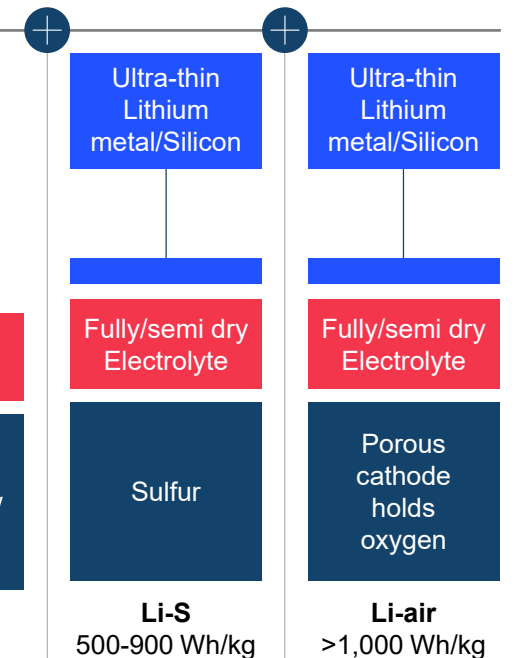 Ultra-thin
Lithium
metal/Silicon
Fully/semi dry
Electrolyte
Sulfur
Li-S
500-900 Wh/kg
Ultra-thin
Lithium
metal/Silicon
Fully/semi dry
Electrolyte
Porous
cathode
holds
oxygen
Li-air
>1,000 Wh/kg